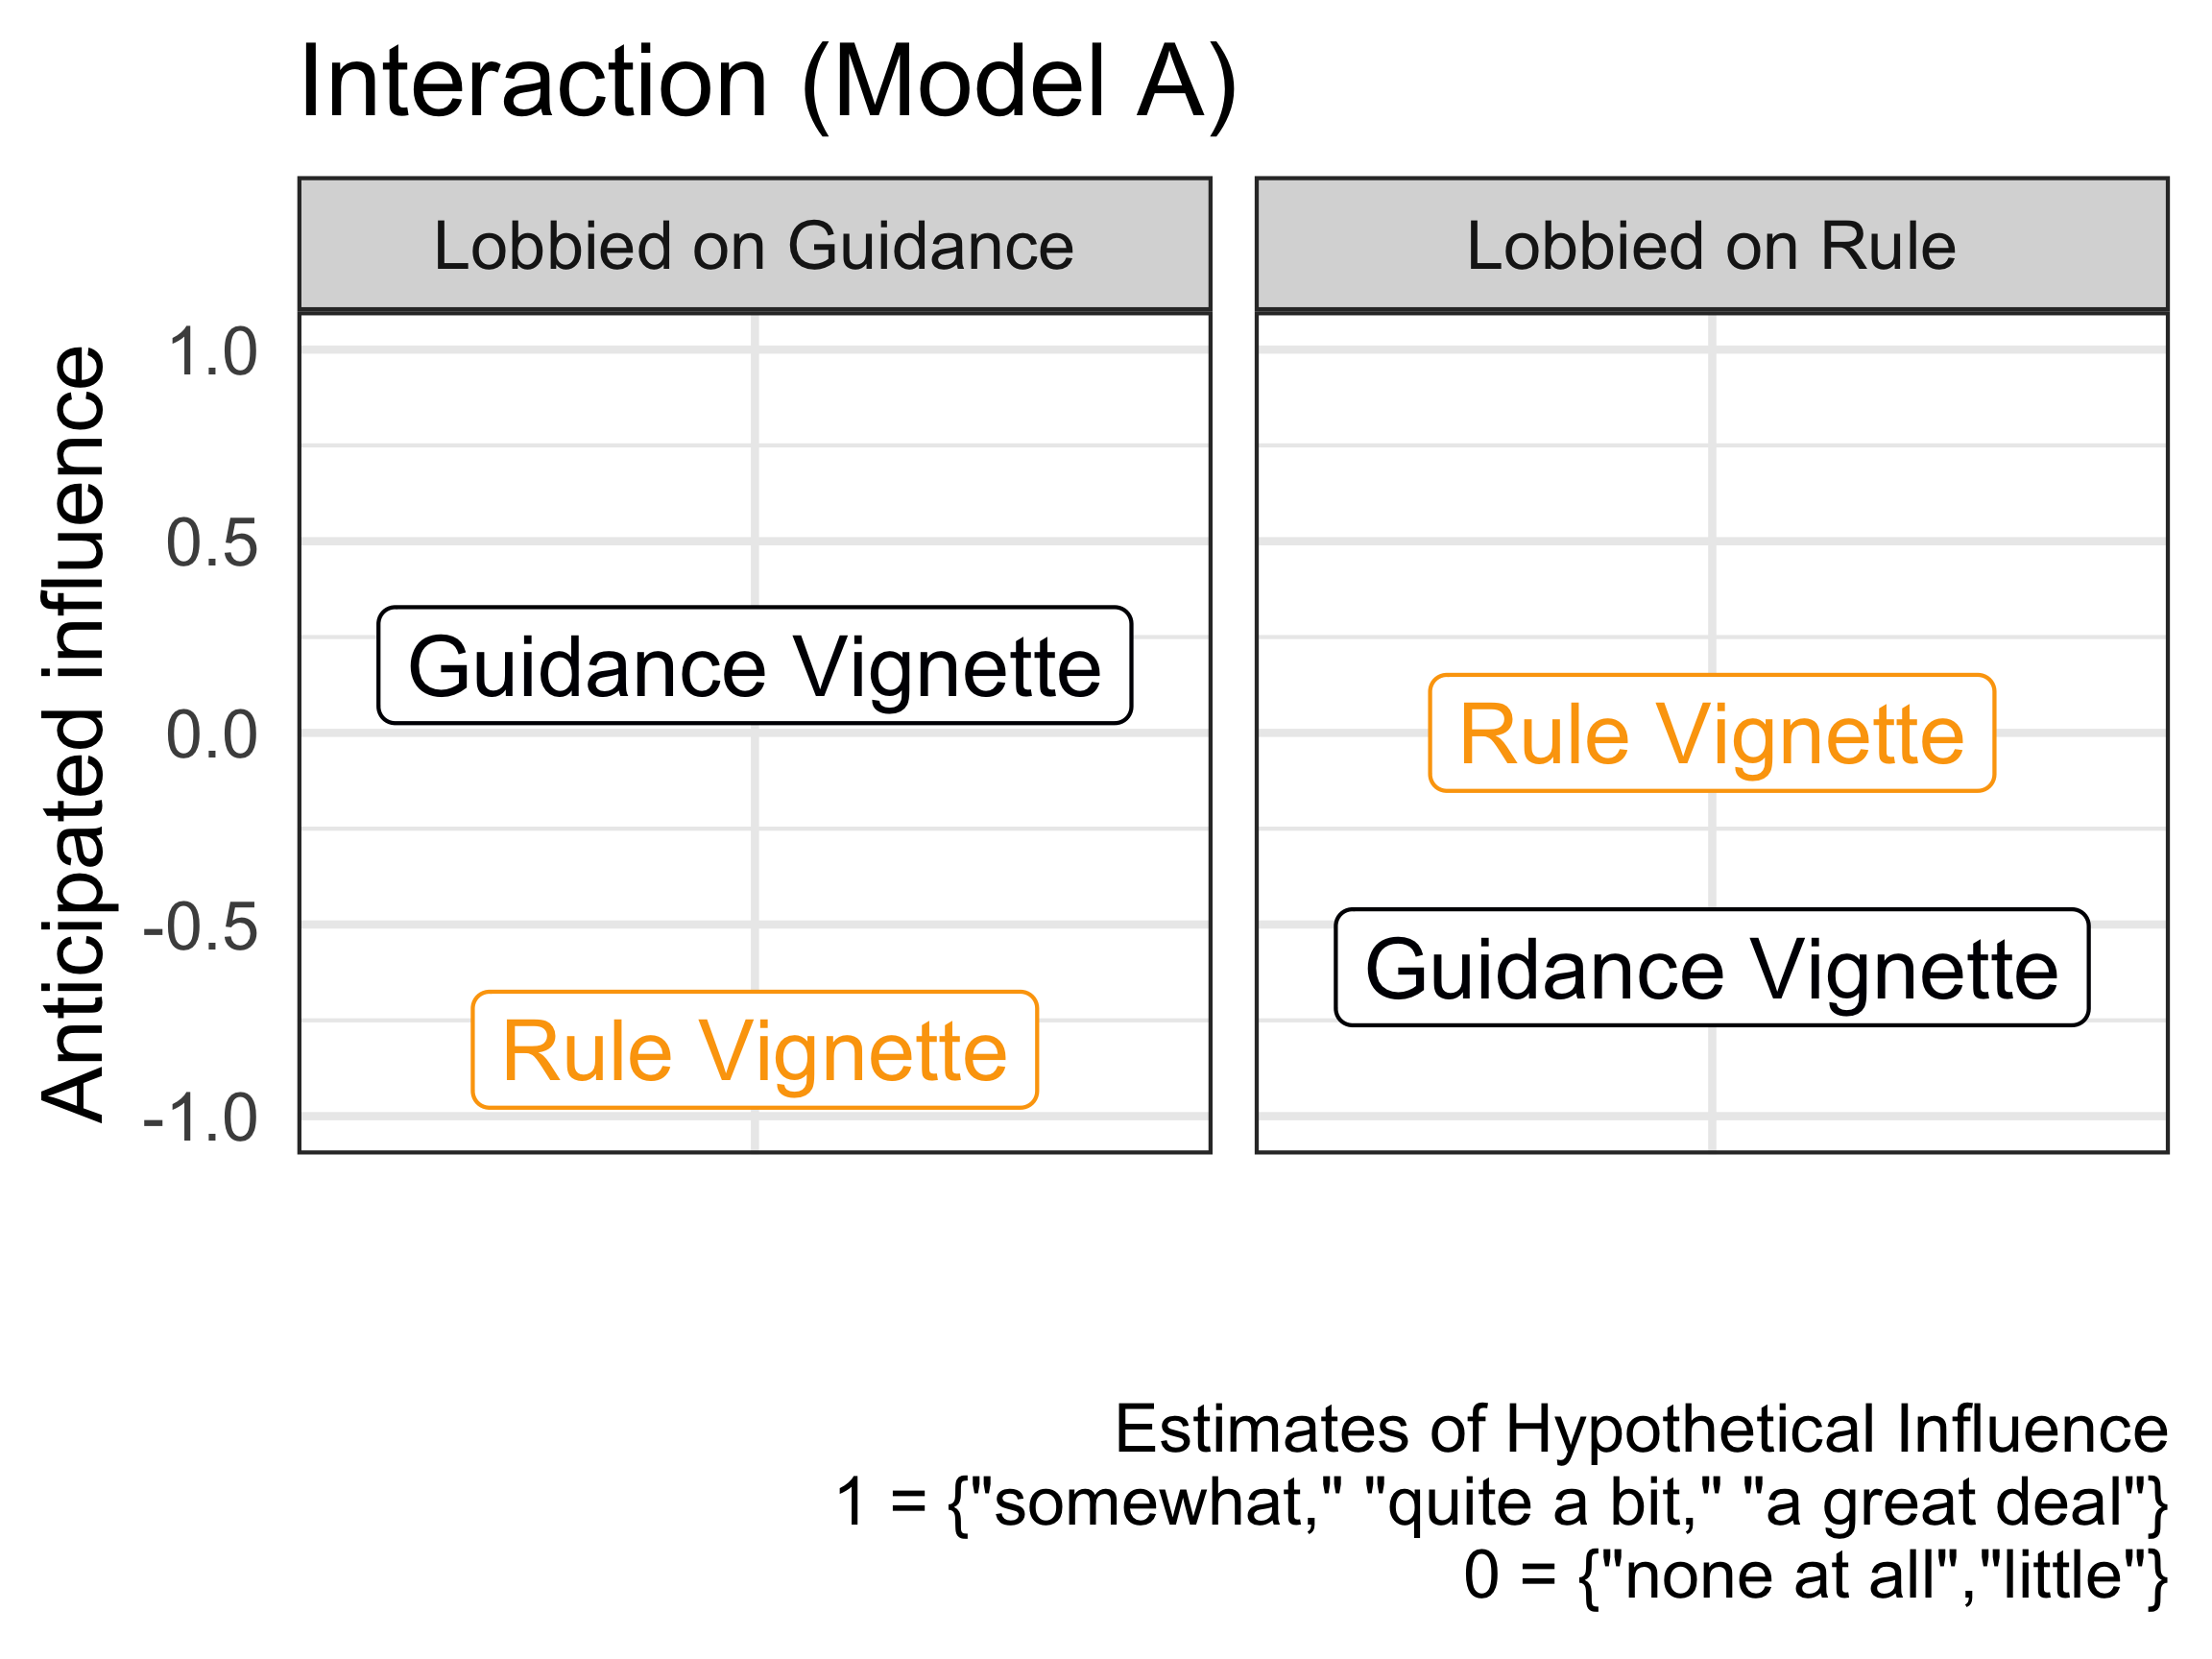 Interaction (Model A)
Lobbied on Guidance
Lobbied on Rule
Anticipated influence
1.0
0.5
0.0
-0.5
-1.0
Guidance Vignette
Rule Vignette
Rule Vignette
Guidance Vignette
Estimates of Hypothetical Influence
1 = {"somewhat," "quite a bit," "a great deal"}
0 = {"none at all","little"}